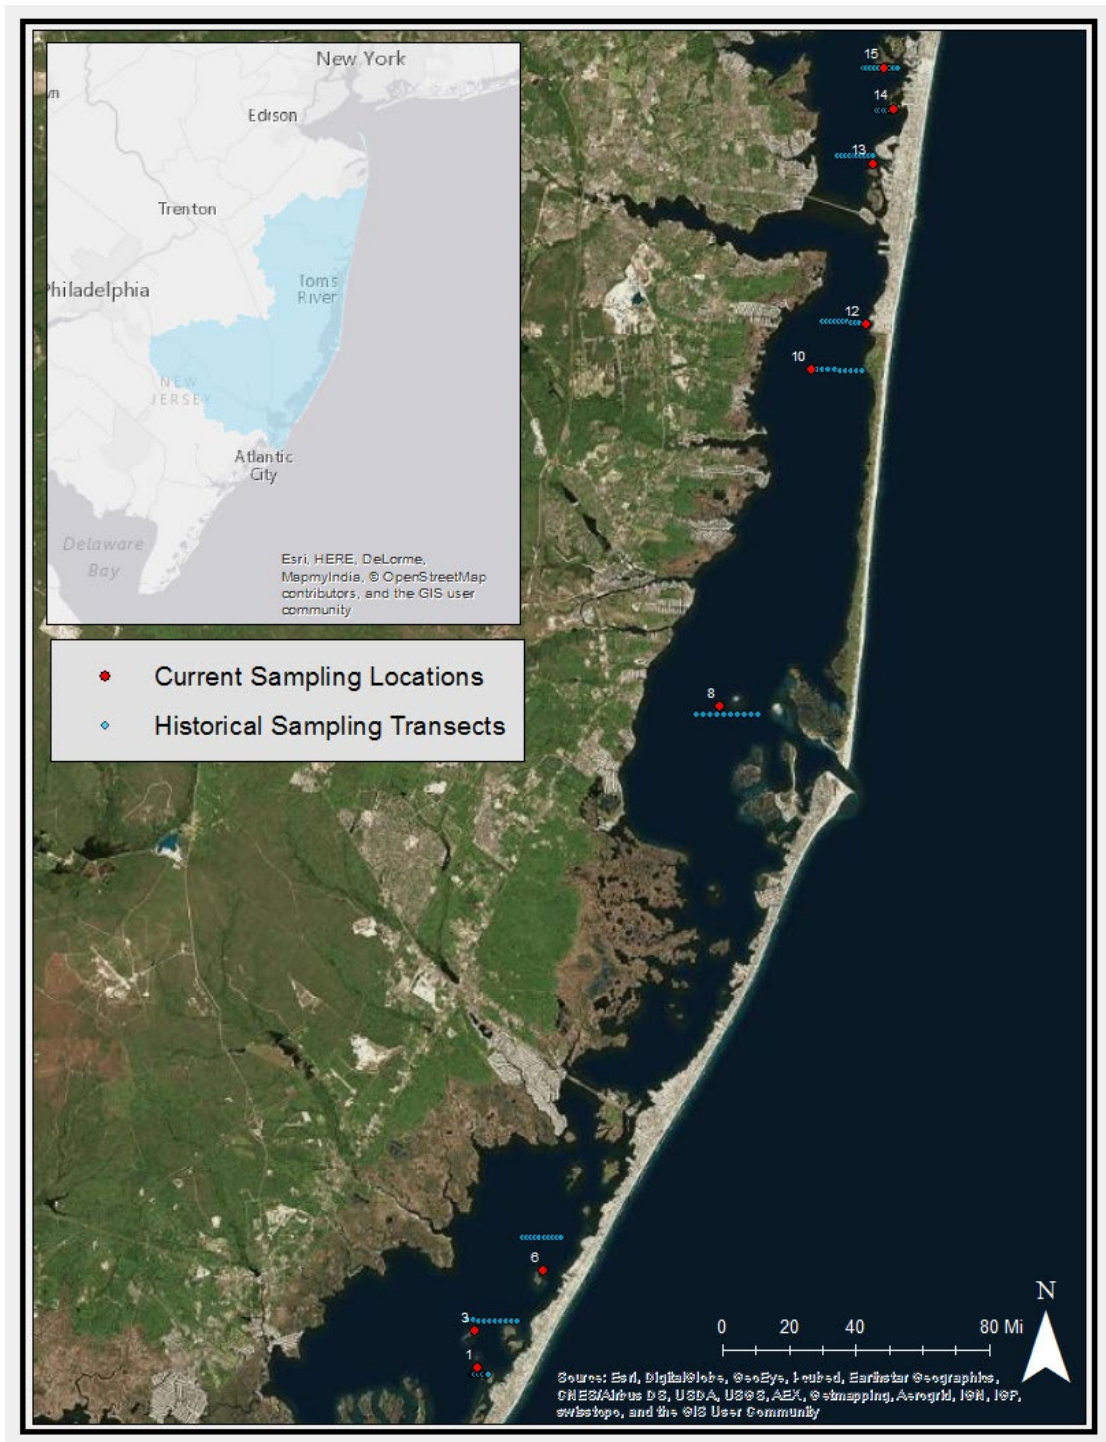 New York
vn
Edison
Trenton
Toms
River
Philadelphia
NEW
JERSEY
Atlantic
City
Delaware
Bay
Esri, HERE, DeLorme,
MapmyIndia, © OpenStreetMap
contributors, and the GIS user
community
Current Sampling Locations
Historical Sampling Transects
15
14
13
12
10
8
6
3
1
N
0 20 40 80 Mi
Source: Esri, DigitalGlobe, GeoEye, i-cubed, Earthstar Geographics,
CNES/Airbus DS, USDA, USGS, AEX, Getmapping, Aerogrid, IGN, IGP,
swisstopo, and the GIS User Community